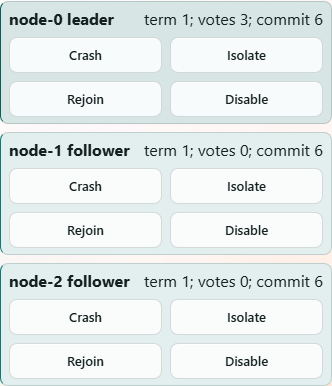 node-0 leader term 1; votes 3; commit 6
Crash Isolate
Rejoin Disable
node-1 follower term 1; votes 0; commit 6
Crash Isolate
Rejoin Disable
node-2 follower term 1; votes 0; commit 6
Crash Isolate
Rejoin Disable